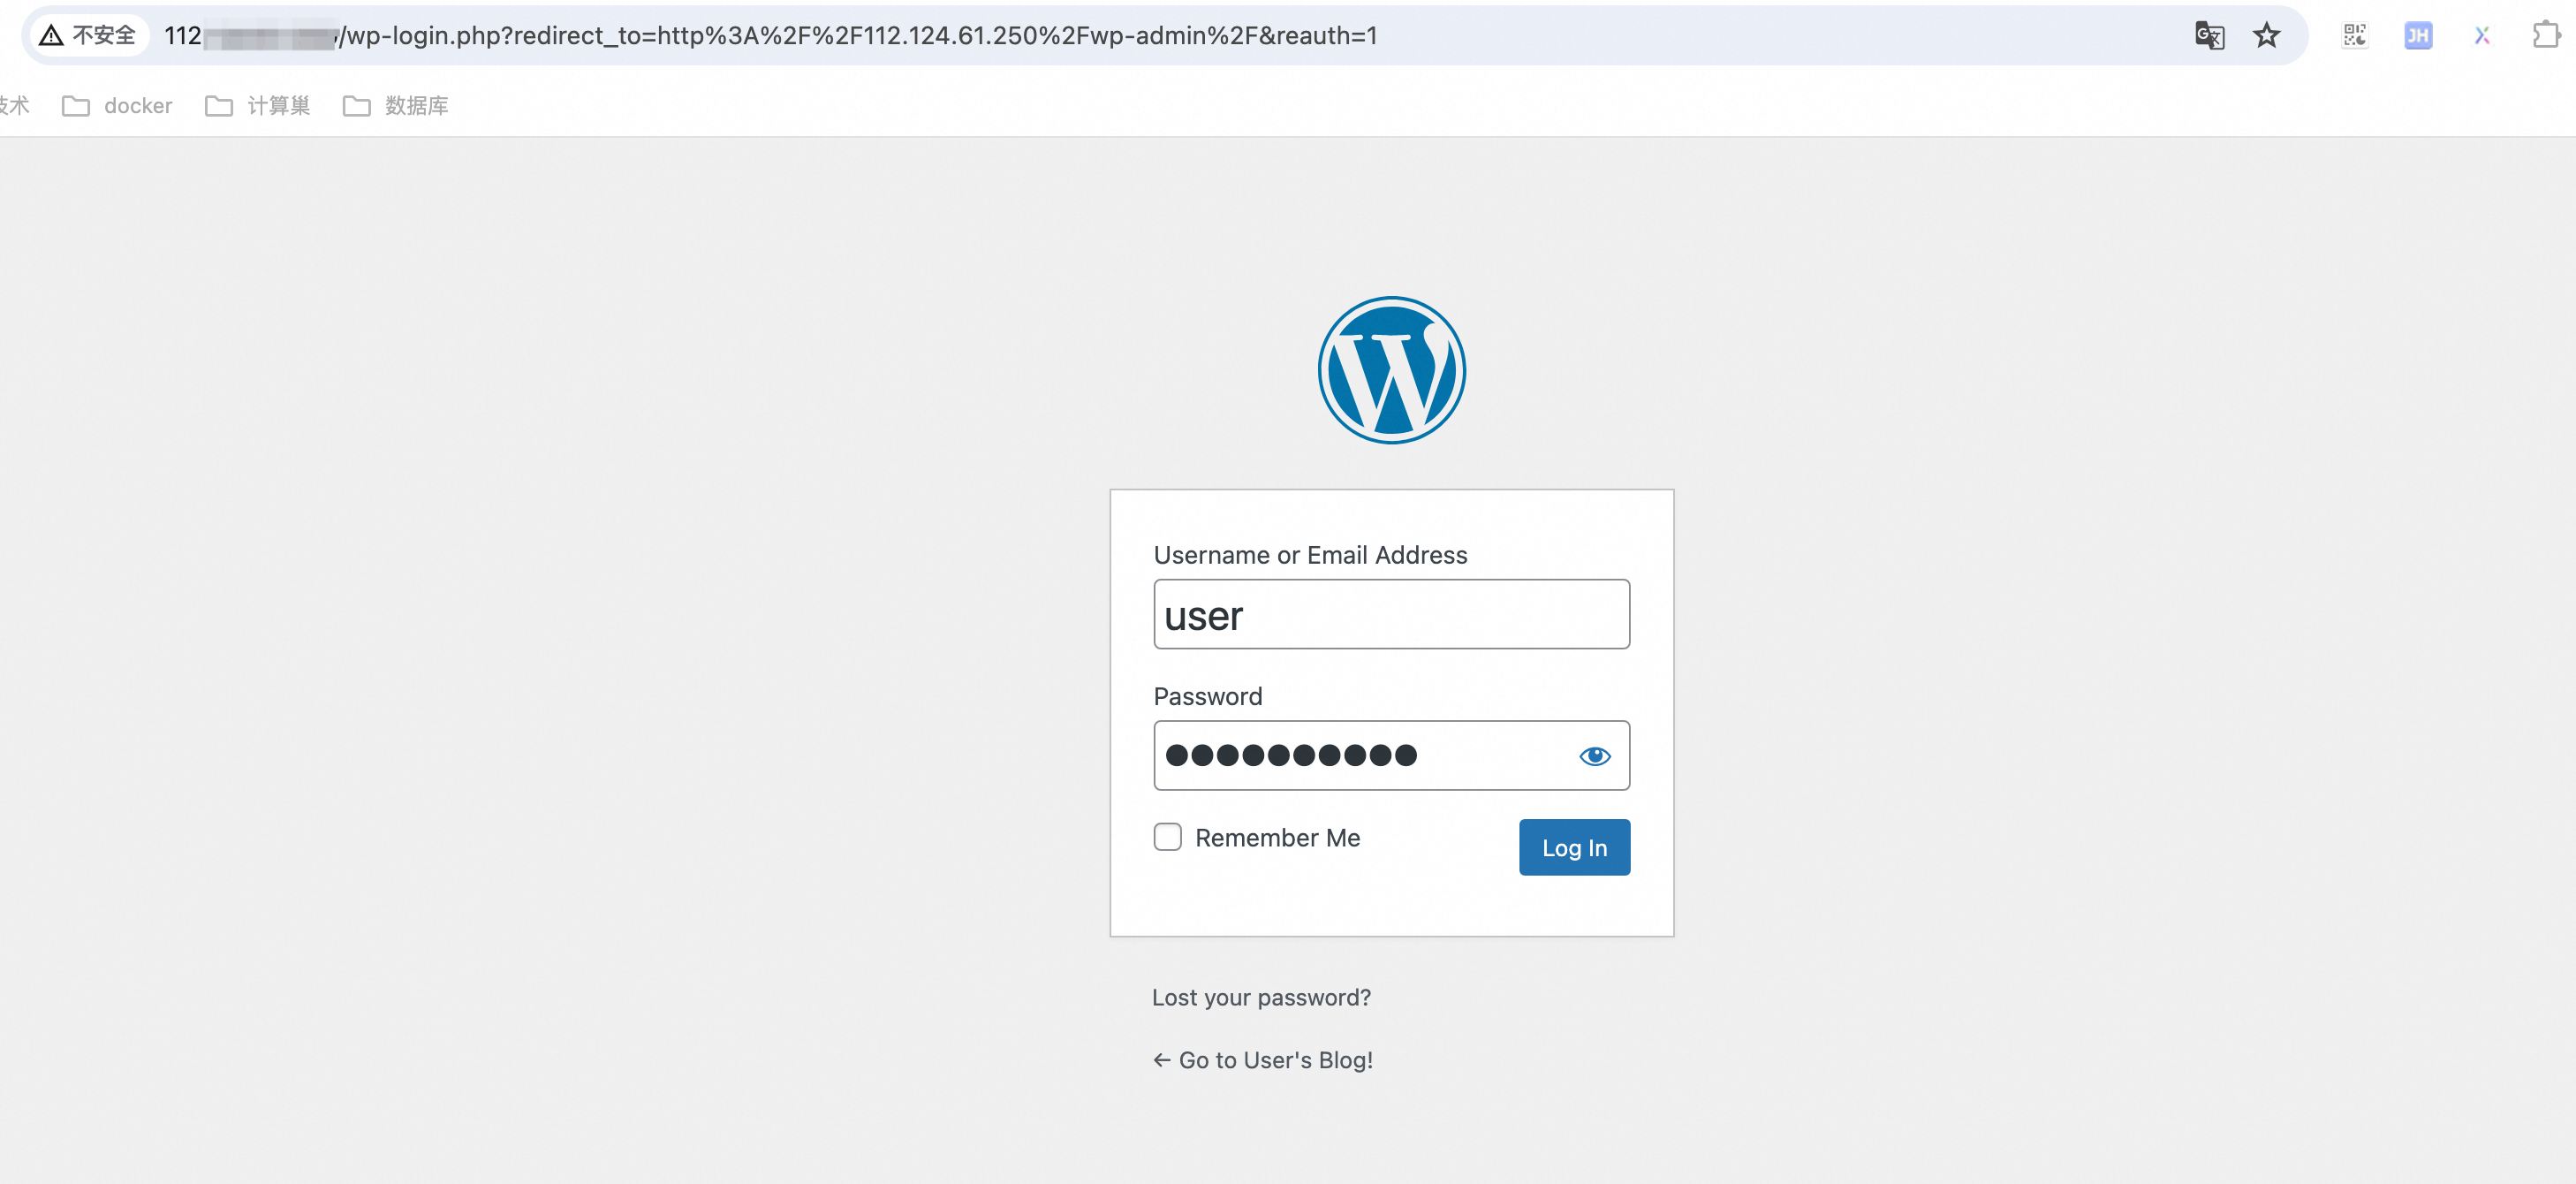 不安全 112 /wp-login.php?redirect_to=http%3A%2F%2F112.124.61.250%2Fwp-admin%2F&reauth=1 JH
技术 docker 计算巢 数据库
Username or Email Address
user
Password
Remember Me
Log In
Lost your password?
← Go to User's Blog!